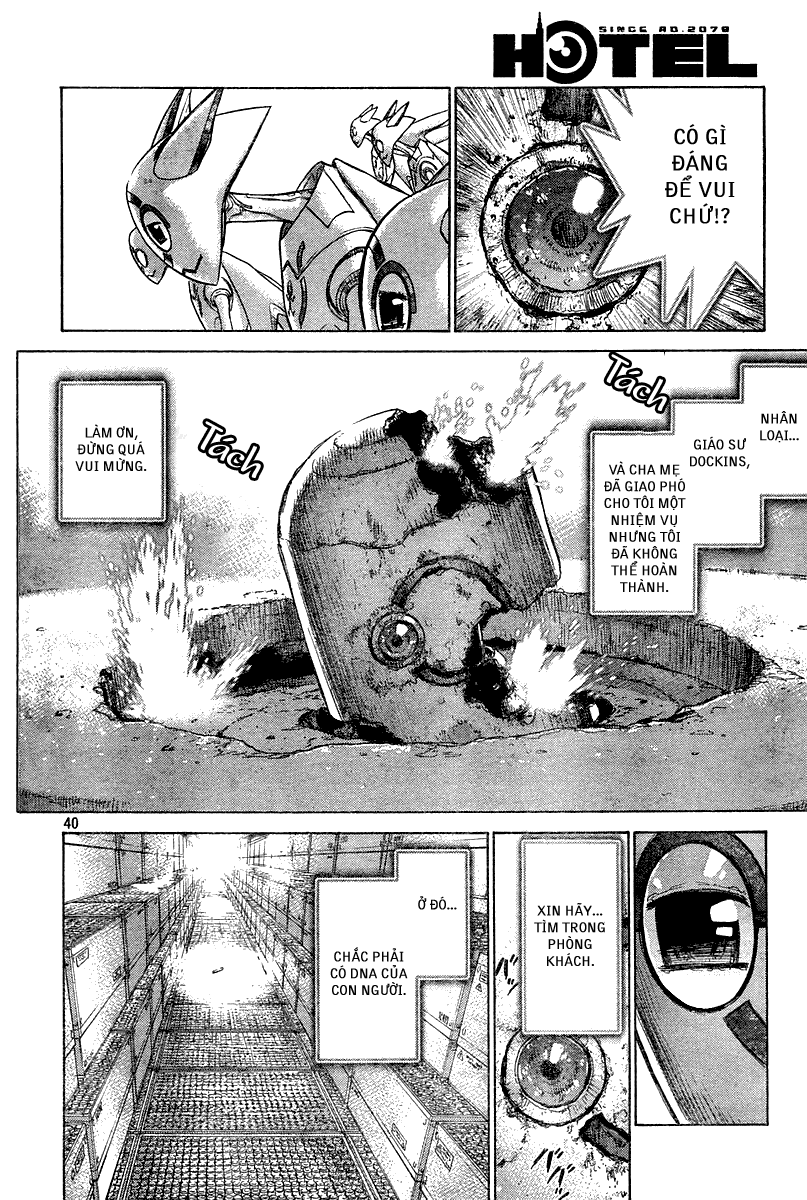 SINCE AD.2079
HOTEL
CÓ GÌ
ĐÁNG
ĐỂ VUI
CHỨ!?
Tách
NHÂN
LOẠI...
GIÁO SƯ
DOCKINS,
VÀ CHA MẸ
ĐÃ GIAO PHÓ
CHO TÔI MỘT
NHIỆM VỤ
NHƯNG TÔI
ĐÃ KHÔNG
THỂ HOÀN
THÀNH.
Tách
LÀM ƠN,
ĐỪNG QUÁ
VUI MỪNG.
40
XIN HÃY...
TÌM TRONG
PHÒNG
KHÁCH.
Ở ĐÓ...
CHẮC PHẢI
CÓ DNA CỦA
CON NGƯỜI.